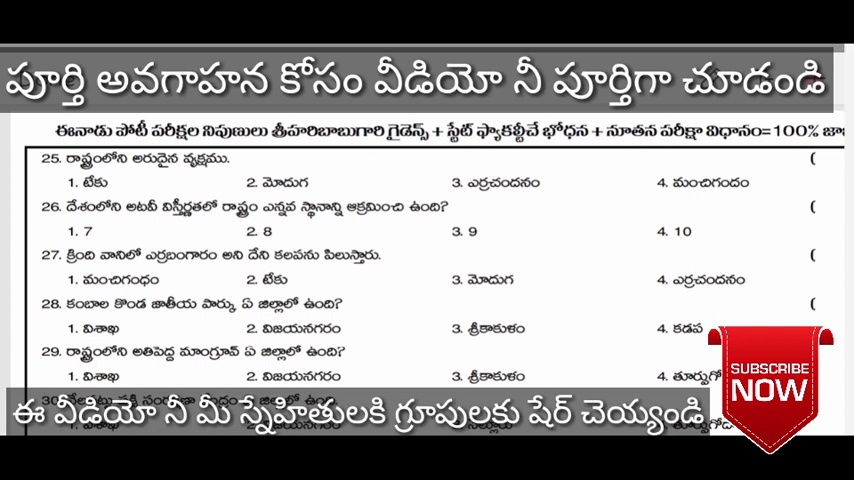 పూర్తి అవగాహన కోసం వీడియో నీ పూర్తిగా చూడండి
ఈనాడు పోటీ పరీక్షల నిపుణులు శ్రీహరిబాబుగారి గైడెన్స్ + స్టేట్ ఫ్యాకల్టీచే భోధన + నూతన పరీక్షా విధానం=100%
25. రాష్ట్రంలోని అరుదైన వృక్షము. (
1. టేకు 2. మోదుగ 3. ఎర్రచందనం 4. మంచిగందం
26. దేశంలోని అటవీ విస్తీర్ణతలో రాష్ట్రం ఎన్నవ స్థానాన్ని ఆక్రమించి ఉంది? (
1. 7 2. 8 3. 9 4. 10
27. క్రింది వానిలో ఎర్రబంగారం అని దేని కలపను పిలుస్తారు. (
1. మంచిగంధం 2. టేకు 3. మోదుగ 4. ఎర్రచదనం
28. కంబాల కొండ జాతీయ పార్కు ఏ జిల్లాలో ఉంది? (
1. విశాఖ 2. విజయనగరం 3. శ్రీకాకుళం 4. కడప
29. రాష్ట్రంలోని అతిపెద్ద మాంగ్రూవ్ ఏ జిల్లాలో ఉంది?
1. విశాఖ 2. విజయనగరం 3. శ్రీకాకుళం 4.
SUBSCRIBE
NOW
ఈ వీడియో నీ మీ స్నేహితులకి గ్రూపులకు షేర్ చెయ్యండి